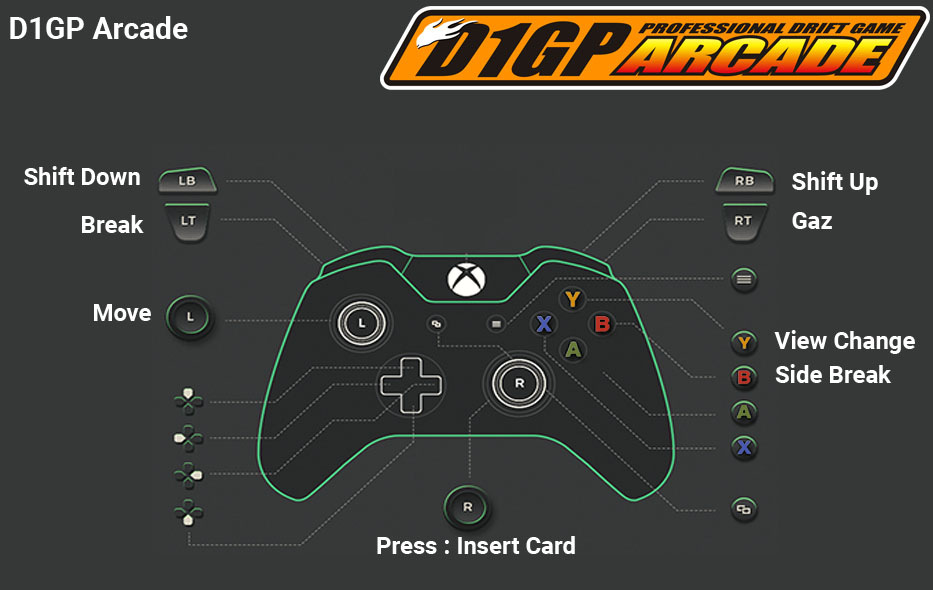 D1GP Arcade
D1GP PROFESSIONAL DRIFT GAME
ARCADE
Shift Down
LB
RB
Shift Up
Break
LT
RT
Gaz
Move
L
L
Y
X
B
A
Y
View Change
B
Side Break
R
A
X
R
Press : Insert Card